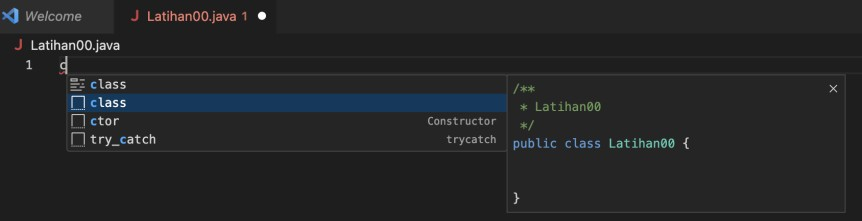 Welcome
J Latihan00.java 1
J Latihan00.java
1 c
class
class
ctor Constructor
try_catch trycatch
/**
* Latihan00
*/
public class Latihan00 {
}